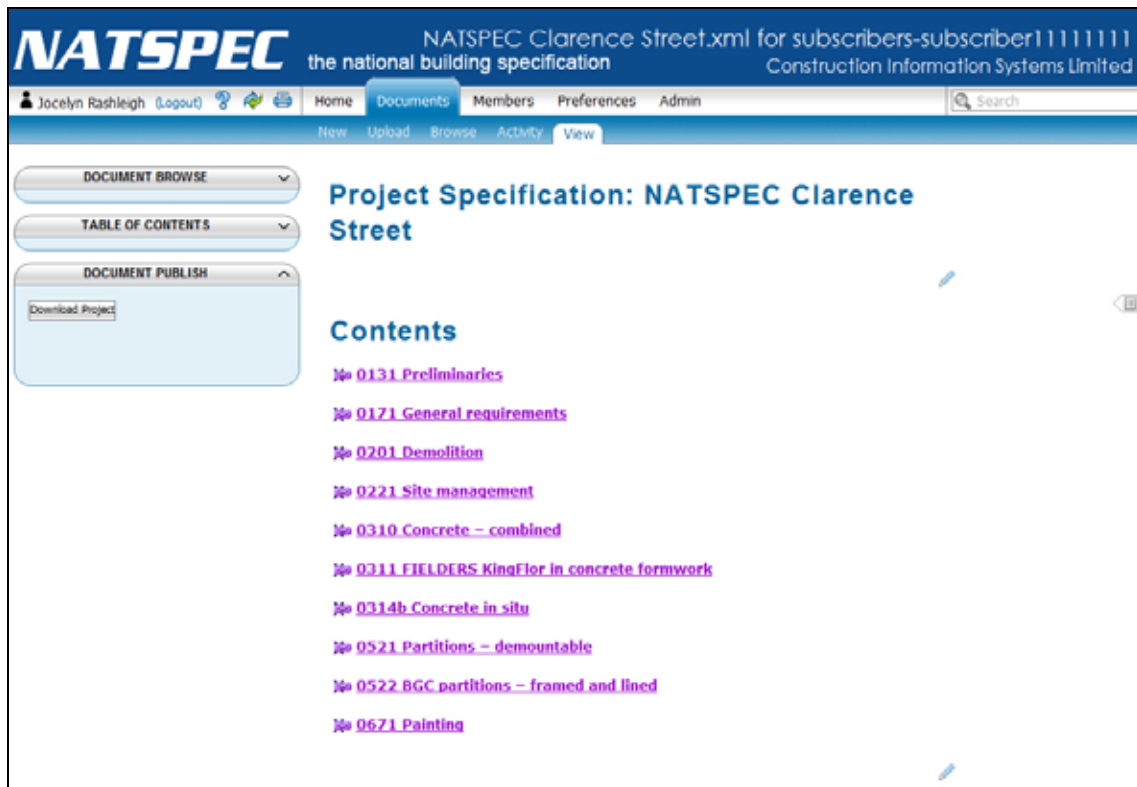 NATSPEC
NATSPEC Clarence Street.xml for subscribers-subscriber11111111
the national building specification
Construction Information Systems Limited
Jocelyn Rashleigh (Logout)
Home Documents Members Preferences Admin
Search
New Upload Browse Activity View
DOCUMENT BROWSE
TABLE OF CONTENTS
DOCUMENT PUBLISH
Download Project
Project Specification: NATSPEC Clarence
Street
Contents
0131 Preliminaries
0171 General requirements
0201 Demolition
0221 Site management
0310 Concrete – combined
0311 FIELDERS KingFlor in concrete formwork
0314b Concrete in situ
0521 Partitions – demountable
0522 BGC partitions – framed and lined
0671 Painting